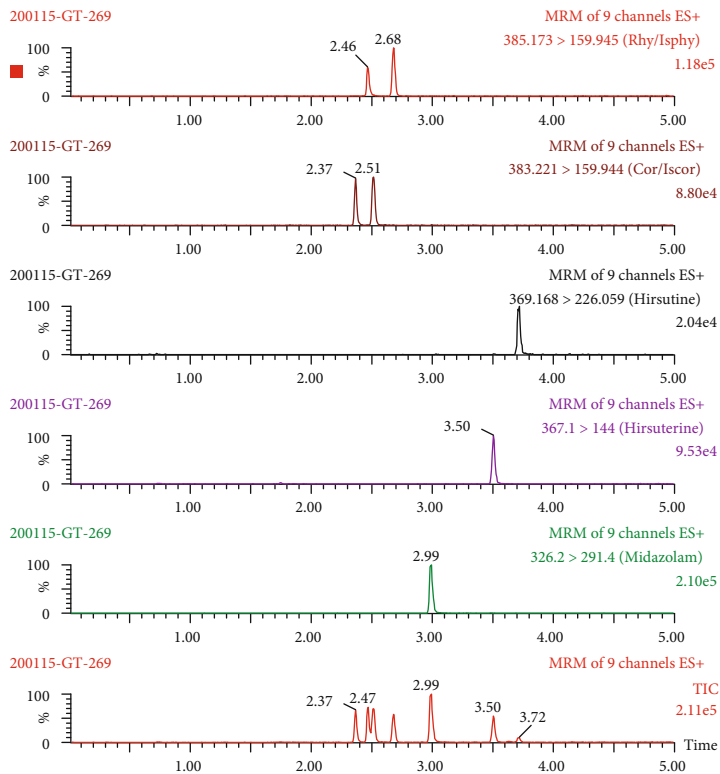 200115-GT-269
MRM of 9 channels ES+
385.173 > 159.945 (Rhy/Isphy)
1.18e5
2.46
2.68
100
%
0
1.00 2.00 3.00 4.00 5.00
200115-GT-269
MRM of 9 channels ES+
383.221 > 159.944 (Cor/Iscor)
8.80e4
2.37
2.51
100
%
0
1.00 2.00 3.00 4.00 5.00
200115-GT-269
MRM of 9 channels ES+
369.168 > 226.059 (Hirsutine)
2.04e4
100
%
0
1.00 2.00 3.00 4.00 5.00
200115-GT-269
MRM of 9 channels ES+
367.1 > 144 (Hirsuterine)
9.53e4
3.50
100
%
0
1.00 2.00 3.00 4.00 5.00
200115-GT-269
MRM of 9 channels ES+
326.2 > 291.4 (Midazolam)
2.10e5
2.99
100
%
0
1.00 2.00 3.00 4.00 5.00
200115-GT-269
MRM of 9 channels ES+
TIC
2.11e5
2.37
2.47
2.99
3.50
3.72
100
%
0
Time
1.00 2.00 3.00 4.00 5.00